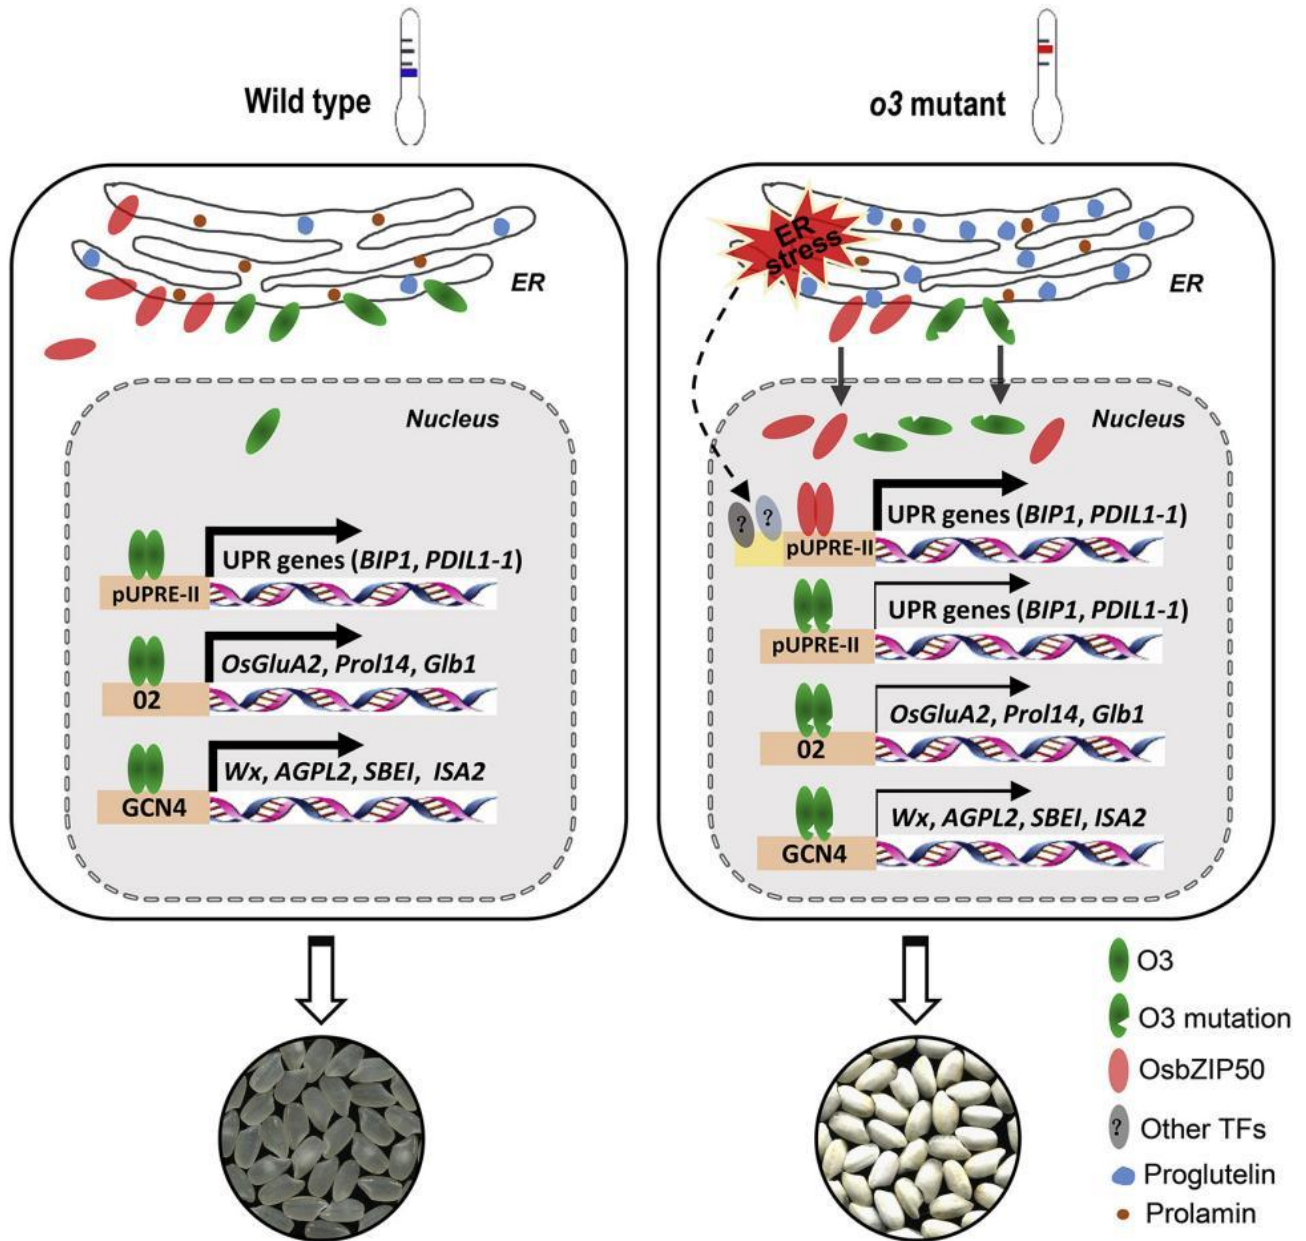 Wild type
o3 mutant
ER
Nucleus
UPR genes (BIP1, PDIL1-1)
pUPRE-II
OsGluA2, Prol14, Glb1
02
Wx, AGPL2, SBEI, ISA2
GCN4
ER
stress
ER
Nucleus
? ?
UPR genes (BIP1, PDIL1-1)
pUPRE-II
UPR genes (BIP1, PDIL1-1)
pUPRE-II
OsGluA2, Prol14, Glb1
02
Wx, AGPL2, SBEI, ISA2
GCN4
O3
O3 mutation
OsbZIP50
? Other TFs
Proglutelin
Prolamin